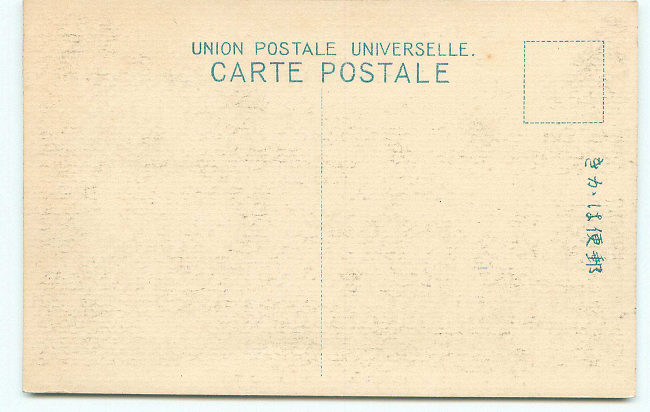 UNION POSTALE UNIVERSELLE.
CARTE POSTALE
きかは便郵